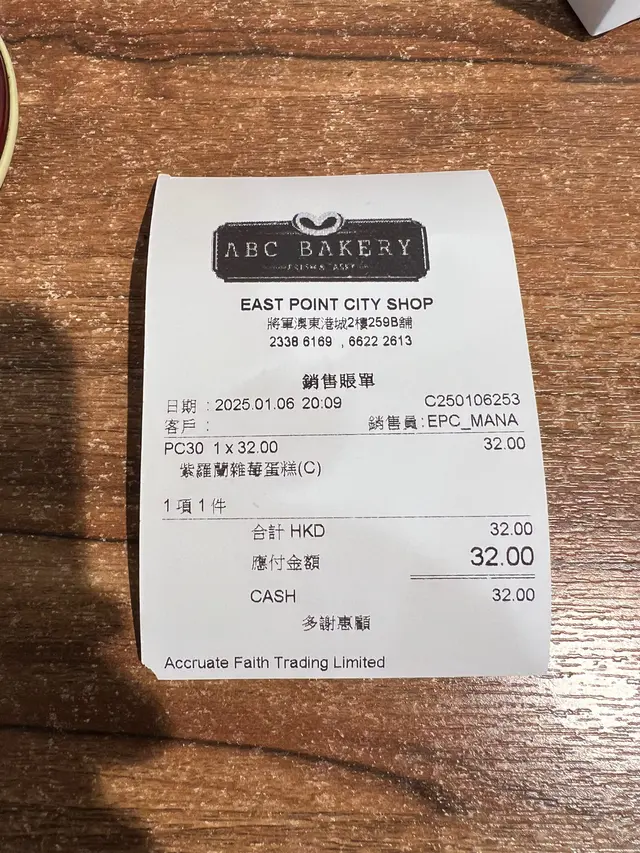 ABC BAKERY
FRESH & TASTY
EAST POINT CITY SHOP
將軍澳東港城2樓259B舖
2338 6169 , 6622 2613
銷售賬單
日期 : 2025.01.06 20:09 C250106253
客戶 : 銷售員 : EPC_MANA
PC30 1 x 32.00 32.00
紫羅蘭雜莓蛋糕(C)
1 項 1 件
合計 HKD 32.00
應付金額 32.00
CASH 32.00
多謝惠顧
Accruate Faith Trading Limited